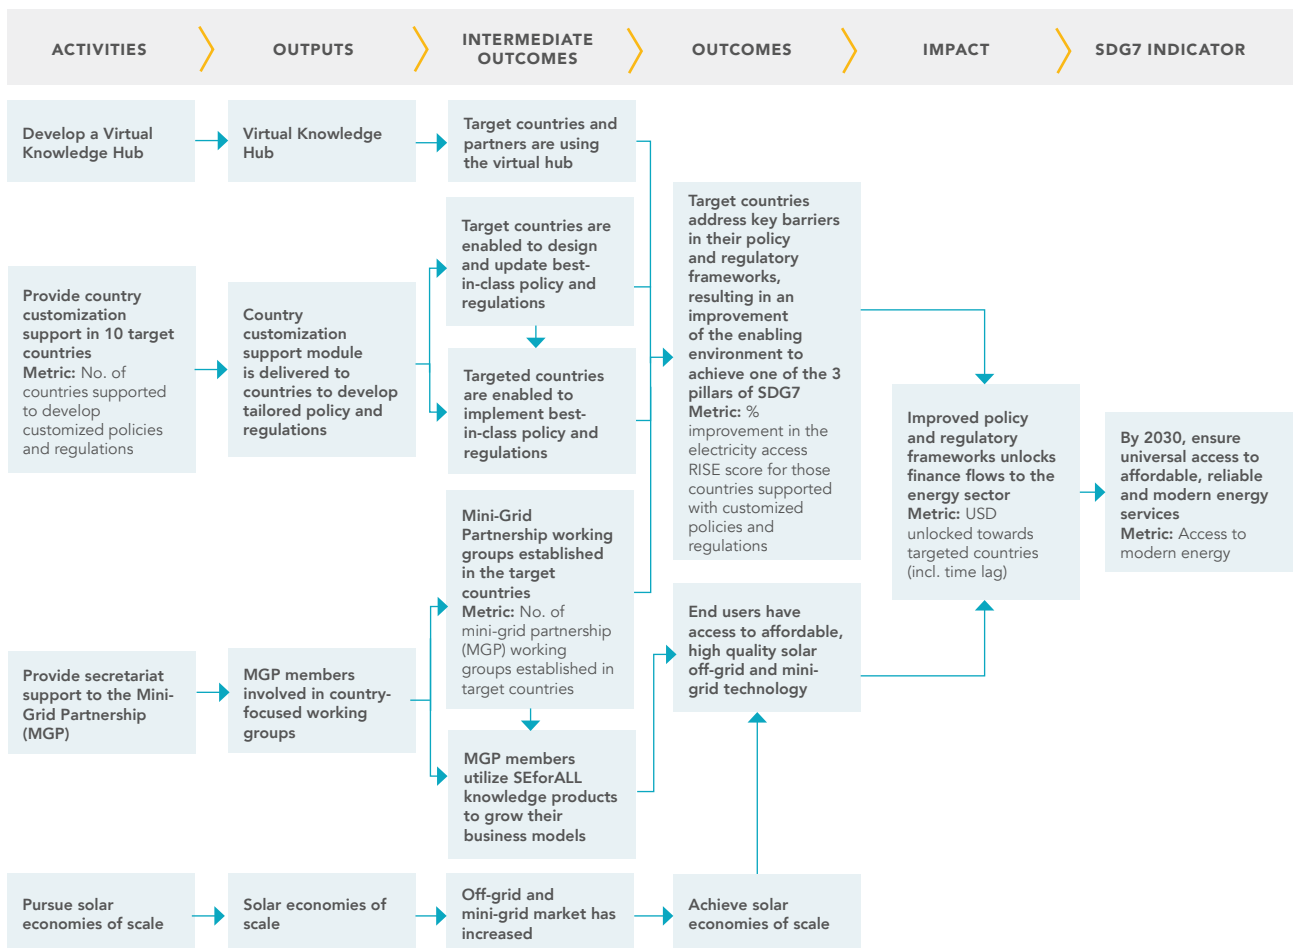 ACTIVITIES
OUTPUTS
INTERMEDIATE
OUTCOMES
OUTCOMES
IMPACT
SDG7 INDICATOR
Develop a Virtual
Knowledge Hub
Virtual Knowledge
Hub
Target countries and
partners are using
the virtual hub
Provide country
customization
support in 10 target
countries
Metric: No. of
countries supported
to develop
customized policies
and regulations
Country
customization
support module
is delivered to
countries to develop
tailored policy and
regulations
Target countries are
enabled to design
and update best-
in-class policy and
regulations
Targeted countries
are enabled to
implement best-
in-class policy and
regulations
Target countries
address key barriers
in their policy
and regulatory
frameworks,
resulting in an
improvement
of the enabling
environment to
achieve one of the 3
pillars of SDG7
Metric: %
improvement in the
electricity access
RISE score for those
countries supported
with customized
policies and
regulations
Improved policy
and regulatory
frameworks unlocks
finance flows to the
energy sector
Metric: USD
unlocked towards
targeted countries
(incl. time lag)
By 2030, ensure
universal access to
affordable, reliable
and modern energy
services
Metric: Access to
modern energy
Provide secretariat
support to the Mini-
Grid Partnership
(MGP)
MGP members
involved in country-
focused working
groups
Mini-Grid
Partnership working
groups established
in the target
countries
Metric: No. of
mini-grid partnership
(MGP) working
groups established in
target countries
MGP members
utilize SEforALL
knowledge products
to grow their
business models
End users have
access to affordable,
high quality solar
off-grid and mini-
grid technology
Pursue solar
economies of scale
Solar economies of
scale
Off-grid and
mini-grid market has
increased
Achieve solar
economies of scale